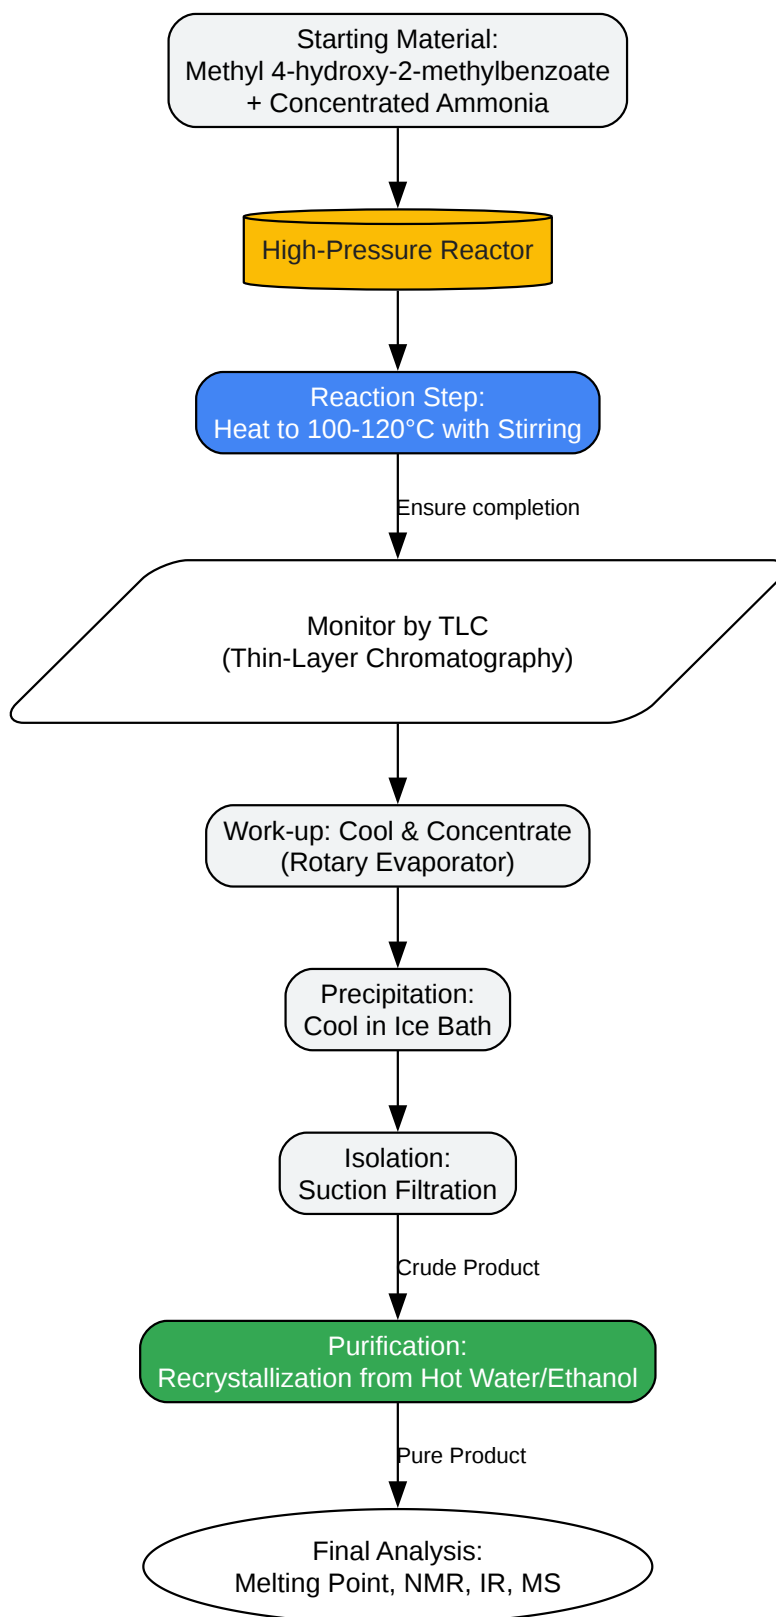 Starting Material:
Methyl 4-hydroxy-2-methylbenzoate
+ Concentrated Ammonia
High-Pressure Reactor
Reaction Step:
Heat to 100-120°C with Stirring
Ensure completion
Monitor by TLC
(Thin-Layer Chromatography)
Work-up: Cool & Concentrate
(Rotary Evaporator)
Precipitation:
Cool in Ice Bath
Isolation:
Suction Filtration
Crude Product
Purification:
Recrystallization from Hot Water/Ethanol
Pure Product
Final Analysis:
Melting Point, NMR, IR, MS